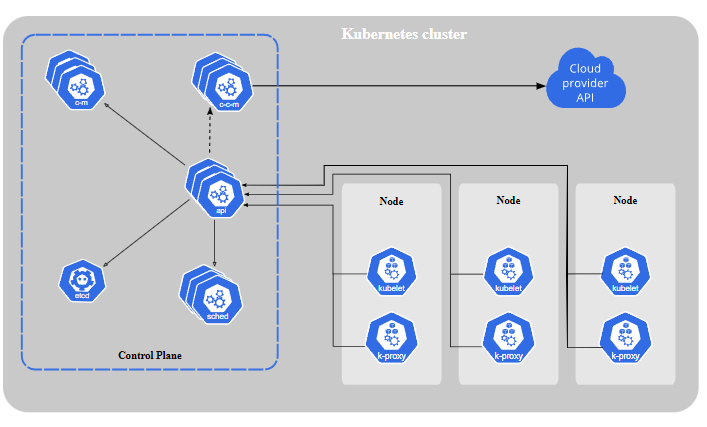 Kubernetes cluster
c-m
c-c-m
Cloud
provider
API
api
Node
Node
Node
etcd
sched
kubelet
kubelet
kubelet
k-proxy
k-proxy
k-proxy
Control Plane